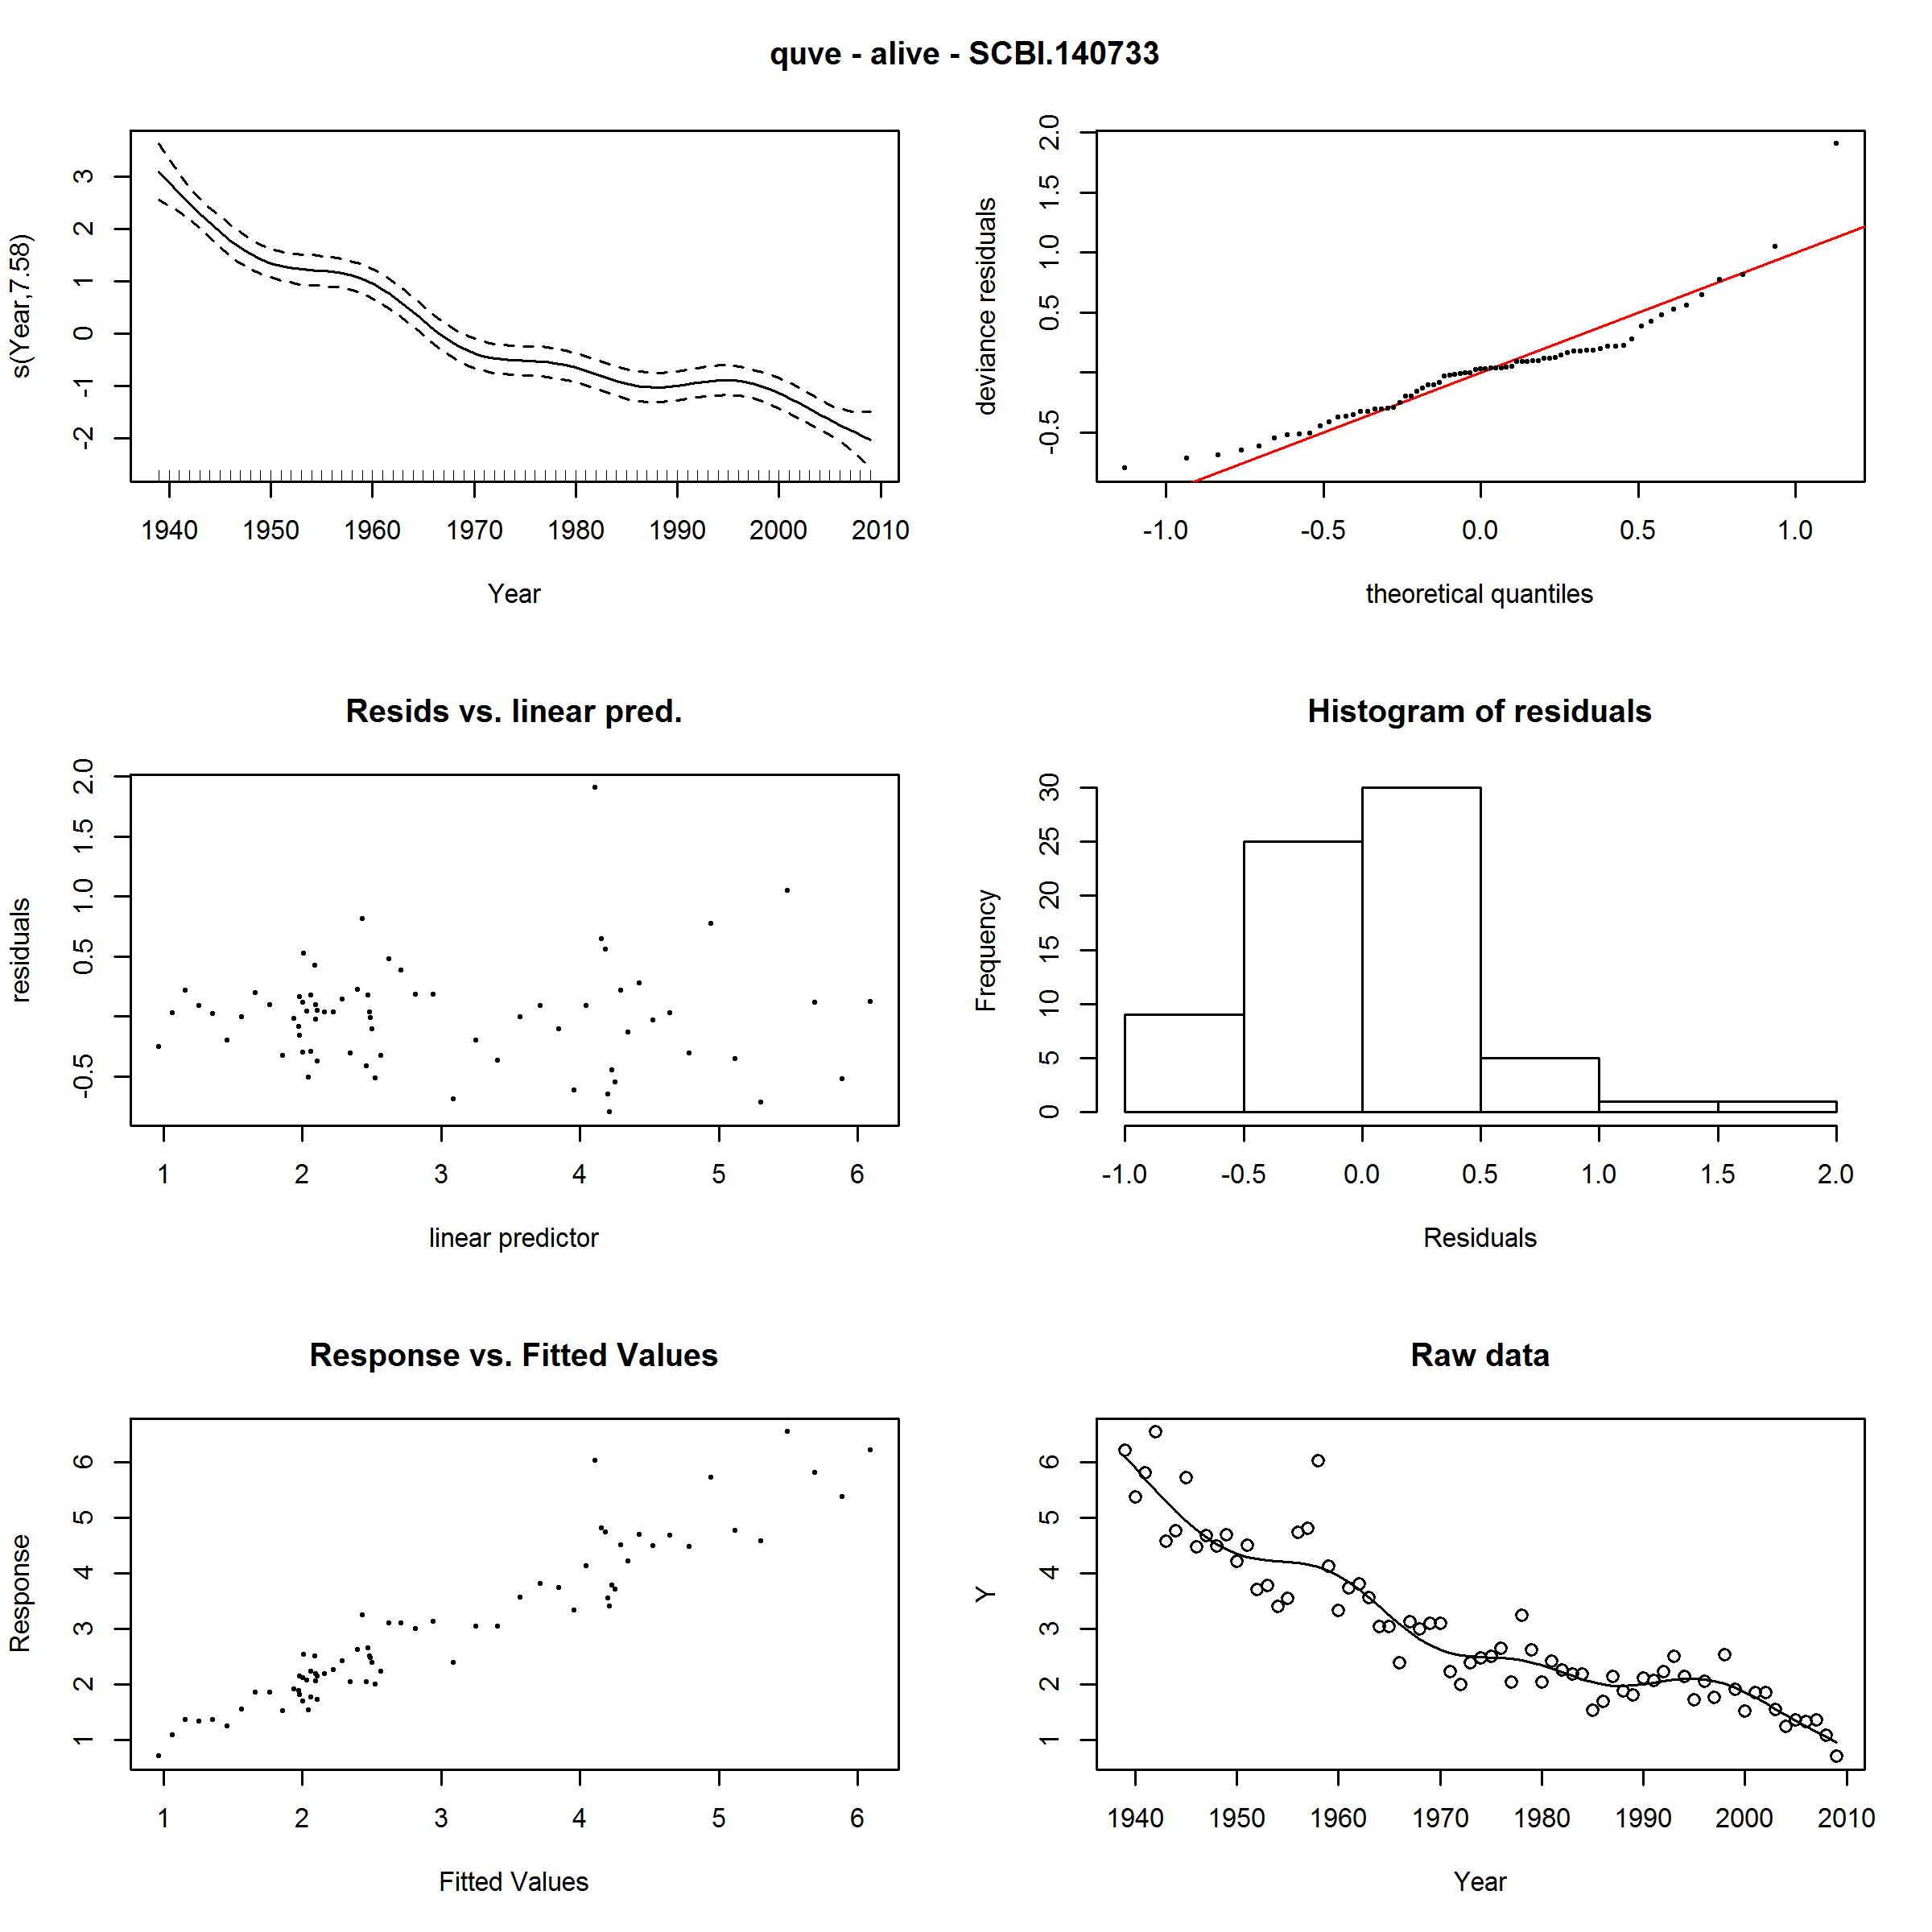 quve - alive - SCBI.140733
s(Year,7.58)
3
2
1
0
-1
-2
1940 1950 1960 1970 1980 1990 2000 2010
Year
deviance residuals
2.0
1.5
1.0
0.5
-0.5
-1.0 -0.5 0.0 0.5 1.0
theoretical quantiles
Resids vs. linear pred.
residuals
2.0
1.5
1.0
0.5
-0.5
1 2 3 4 5 6
linear predictor
Histogram of residuals
Frequency
30
25
20
15
10
5
0
-1.0 -0.5 0.0 0.5 1.0 1.5 2.0
Residuals
Response vs. Fitted Values
Response
6
5
4
3
2
1
1 2 3 4 5 6
Fitted Values
Raw data
Y
6
5
4
3
2
1
1940 1950 1960 1970 1980 1990 2000 2010
Year